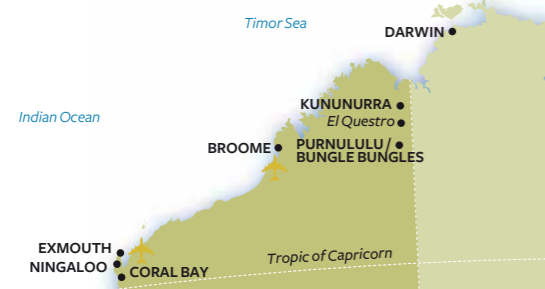 Timor Sea
DARWIN
KUNUNURRA
El Questro
Indian Ocean
BROOME
PURNULULU /
BUNGLE BUNGLES
EXMOUTH
NINGALOO
CORAL BAY
Tropic of Capricorn